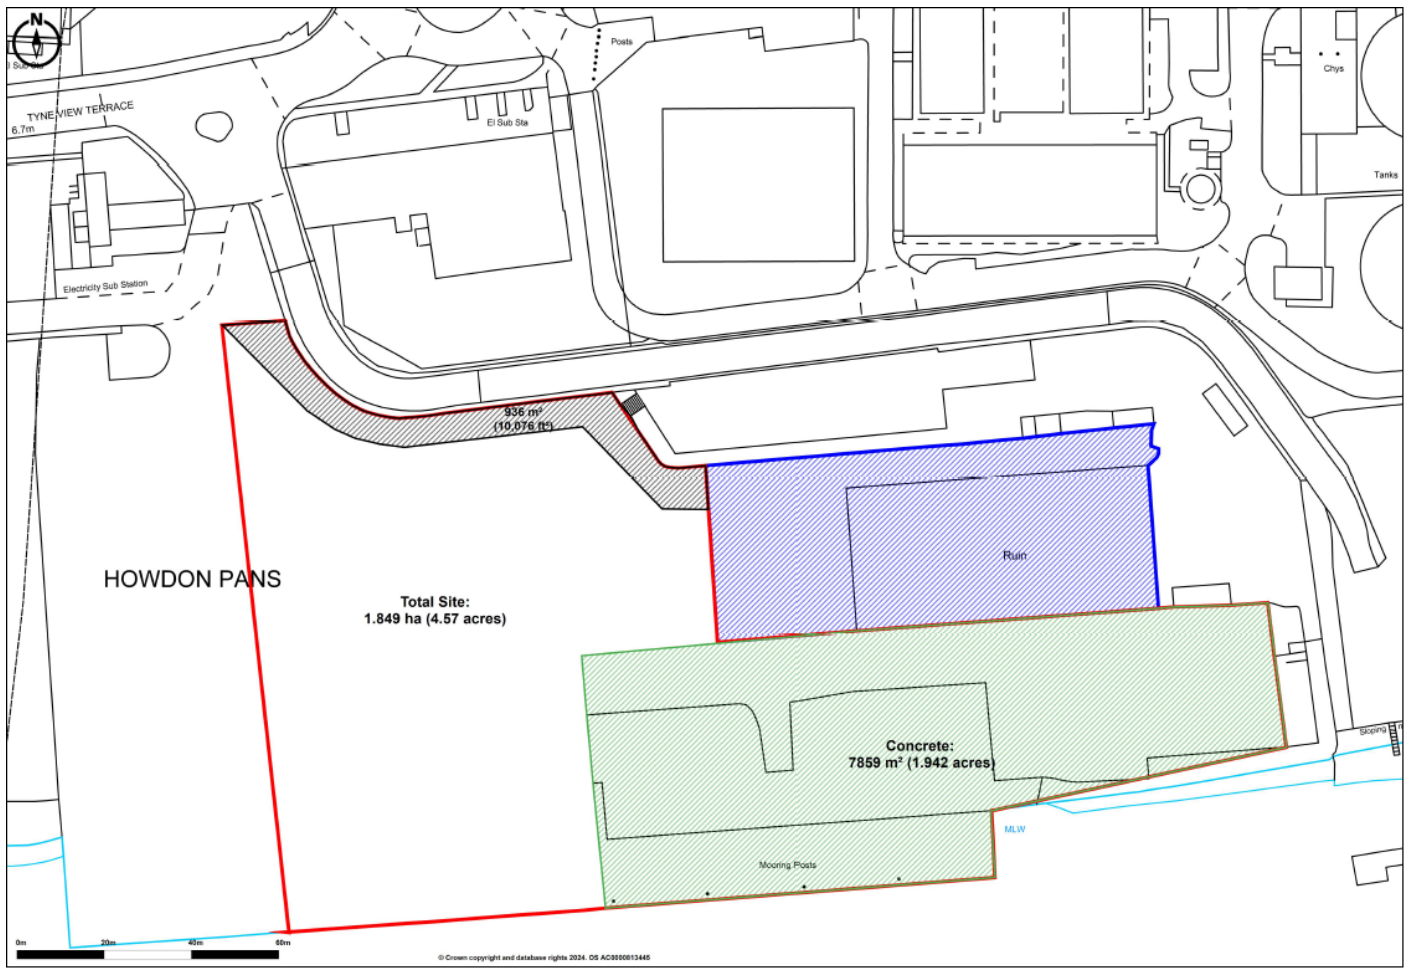 N
Posts
Chys
El Sub Sta
TYNE VIEW TERRACE
6.7m
El Sub Sta
Tanks
Electricity Sub Station
936 m²
(10,076 ft²)
Ruin
HOWDON PANS
Total Site:
1.849 ha (4.57 acres)
Concrete:
7859 m² (1.942 acres)
Sloping
MLW
Mooring Posts
0m 20m 40m 60m
© Crown copyright and database rights 2024. OS AC0000813445